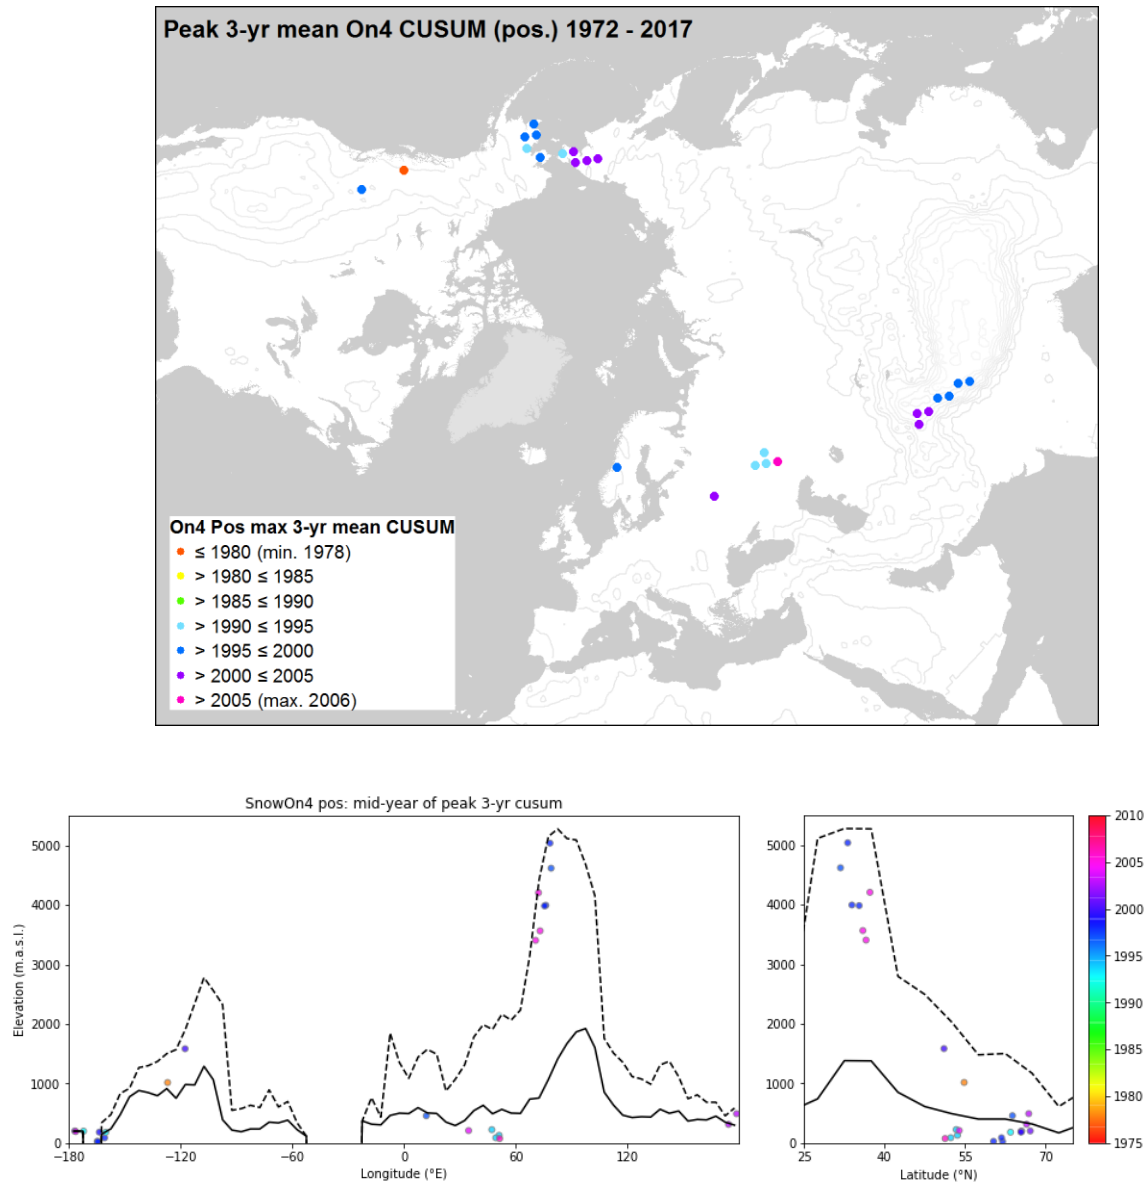 Peak 3-yr mean On4 CUSUM (pos.) 1972 - 2017
On4 Pos max 3-yr mean CUSUM
≤ 1980 (min. 1978)
> 1980 ≤ 1985
> 1985 ≤ 1990
> 1990 ≤ 1995
> 1995 ≤ 2000
> 2000 ≤ 2005
> 2005 (max. 2006)
SnowOn4 pos: mid-year of peak 3-yr cusum
Elevation (m.a.s.l.)
5000
4000
3000
2000
1000
0
−180
−120
−60
0
60
120
Longitude (°E)
5000
4000
3000
2000
1000
0
25
40
55
70
Latitude (°N)
2010
2005
2000
1995
1990
1985
1980
1975